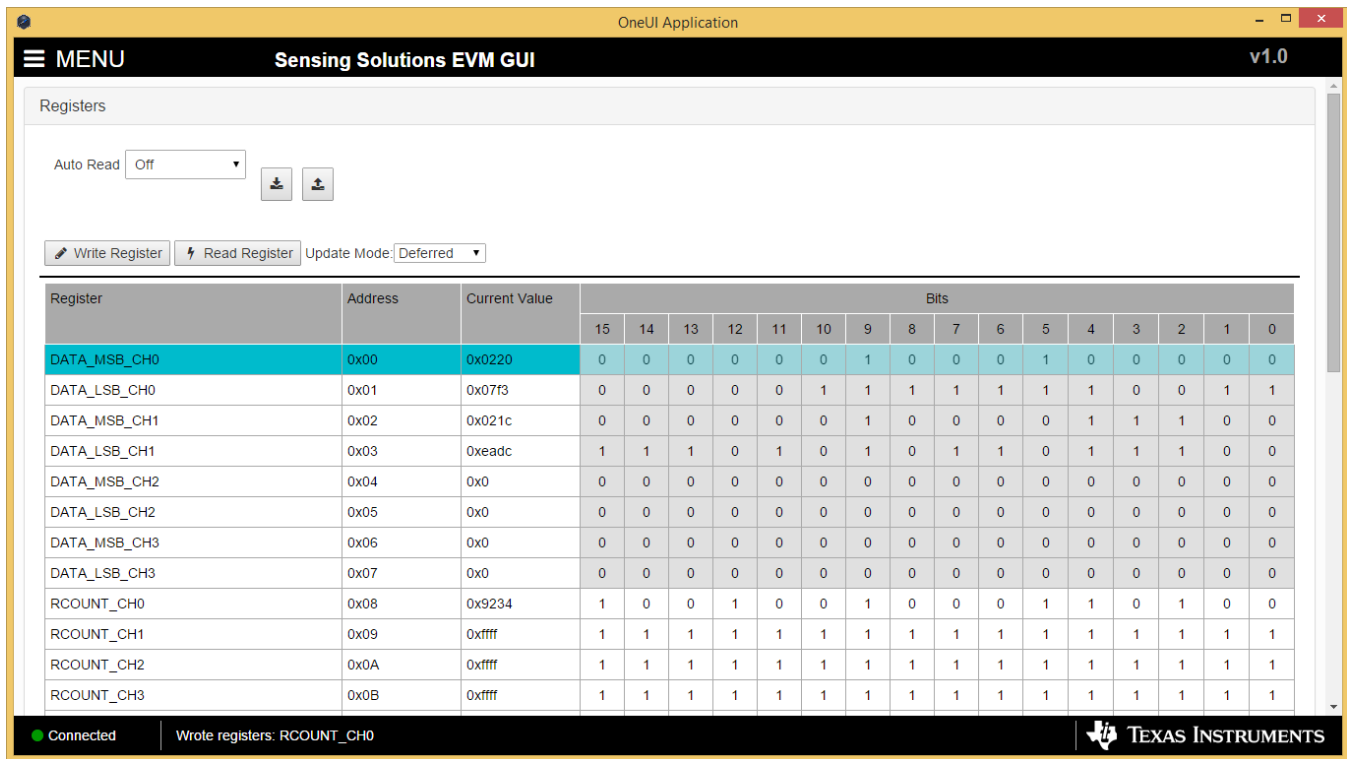 OneUI Application
MENU Sensing Solutions EVM GUI v1.0
Registers
Auto Read Off
Write Register Read Register Update Mode: Deferred
Register Address Current Value Bits
15 14 13 12 11 10 9 8 7 6 5 4 3 2 1 0
DATA_MSB_CH0 0x00 0x0220 0 0 0 0 0 0 1 0 0 0 1 0 0 0 0 0
DATA_LSB_CH0 0x01 0x07f3 0 0 0 0 0 1 1 1 1 1 1 1 0 0 1 1
DATA_MSB_CH1 0x02 0x021c 0 0 0 0 0 0 1 0 0 0 0 1 1 1 0 0
DATA_LSB_CH1 0x03 0xeadc 1 1 1 0 1 0 1 0 1 1 0 1 1 1 0 0
DATA_MSB_CH2 0x04 0x0 0 0 0 0 0 0 0 0 0 0 0 0 0 0 0 0
DATA_LSB_CH2 0x05 0x0 0 0 0 0 0 0 0 0 0 0 0 0 0 0 0 0
DATA_MSB_CH3 0x06 0x0 0 0 0 0 0 0 0 0 0 0 0 0 0 0 0 0
DATA_LSB_CH3 0x07 0x0 0 0 0 0 0 0 0 0 0 0 0 0 0 0 0 0
RCOUNT_CH0 0x08 0x9234 1 0 0 1 0 0 1 0 0 0 1 1 0 1 0 0
RCOUNT_CH1 0x09 0xffff 1 1 1 1 1 1 1 1 1 1 1 1 1 1 1 1
RCOUNT_CH2 0x0A 0xffff 1 1 1 1 1 1 1 1 1 1 1 1 1 1 1 1
RCOUNT_CH3 0x0B 0xffff 1 1 1 1 1 1 1 1 1 1 1 1 1 1 1 1
Connected Wrote registers: RCOUNT_CH0 TEXAS INSTRUMENTS